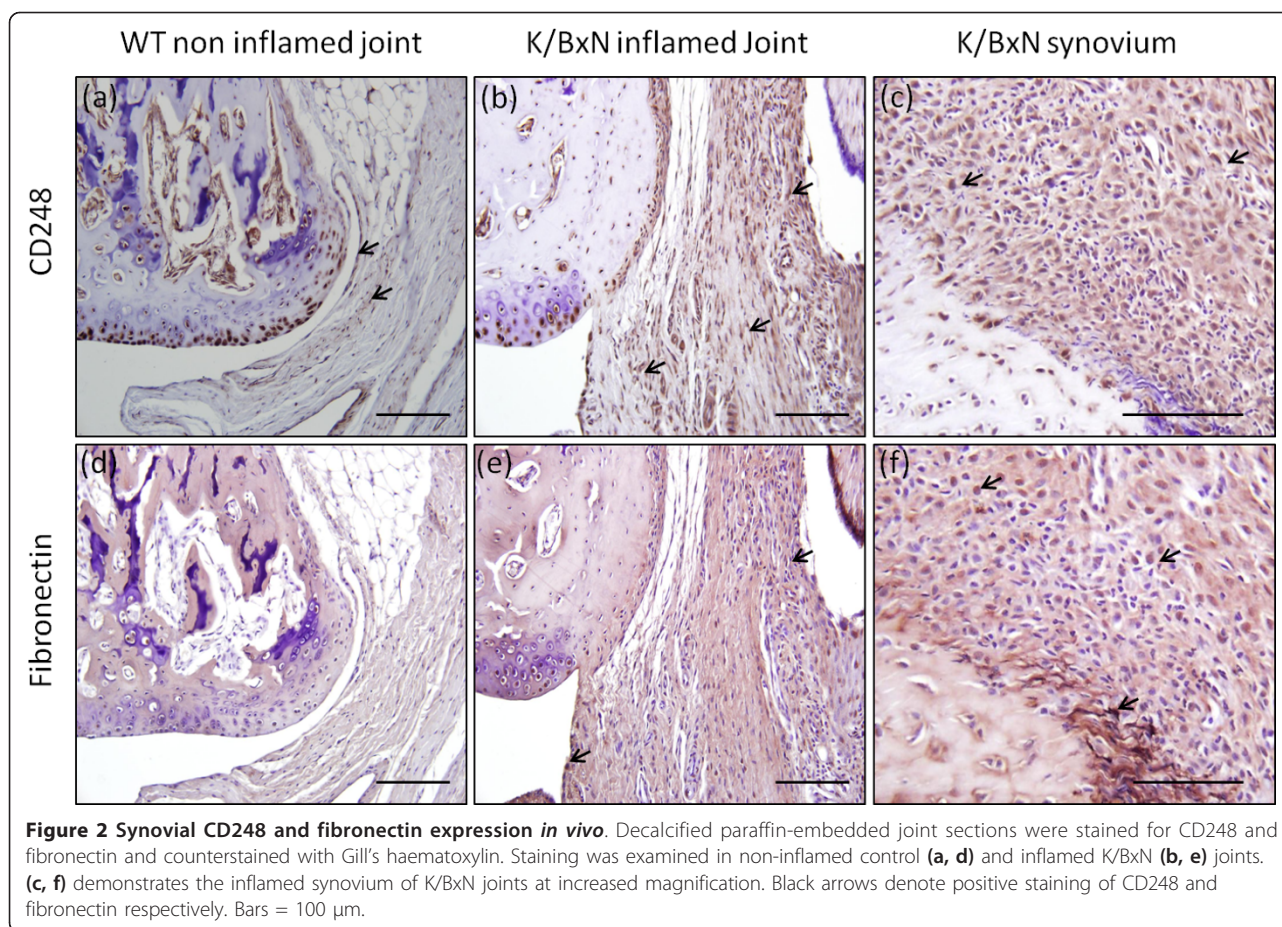 WT non inflamed joint
K/BxN inflamed Joint
K/BxN synovium
CD248
(a)
(b)
(c)
Fibronectin
(d)
(e)
(f)
Figure 2 Synovial CD248 and fibronectin expression in vivo. Decalcified paraffin-embedded joint sections were stained for CD248 and
fibronectin and counterstained with Gill's haematoxylin. Staining was examined in non-inflamed control (a, d) and inflamed K/BxN (b, e) joints.
(c, f) demonstrates the inflamed synovium of K/BxN joints at increased magnification. Black arrows denote positive staining of CD248 and
fibronectin respectively. Bars = 100 μm.